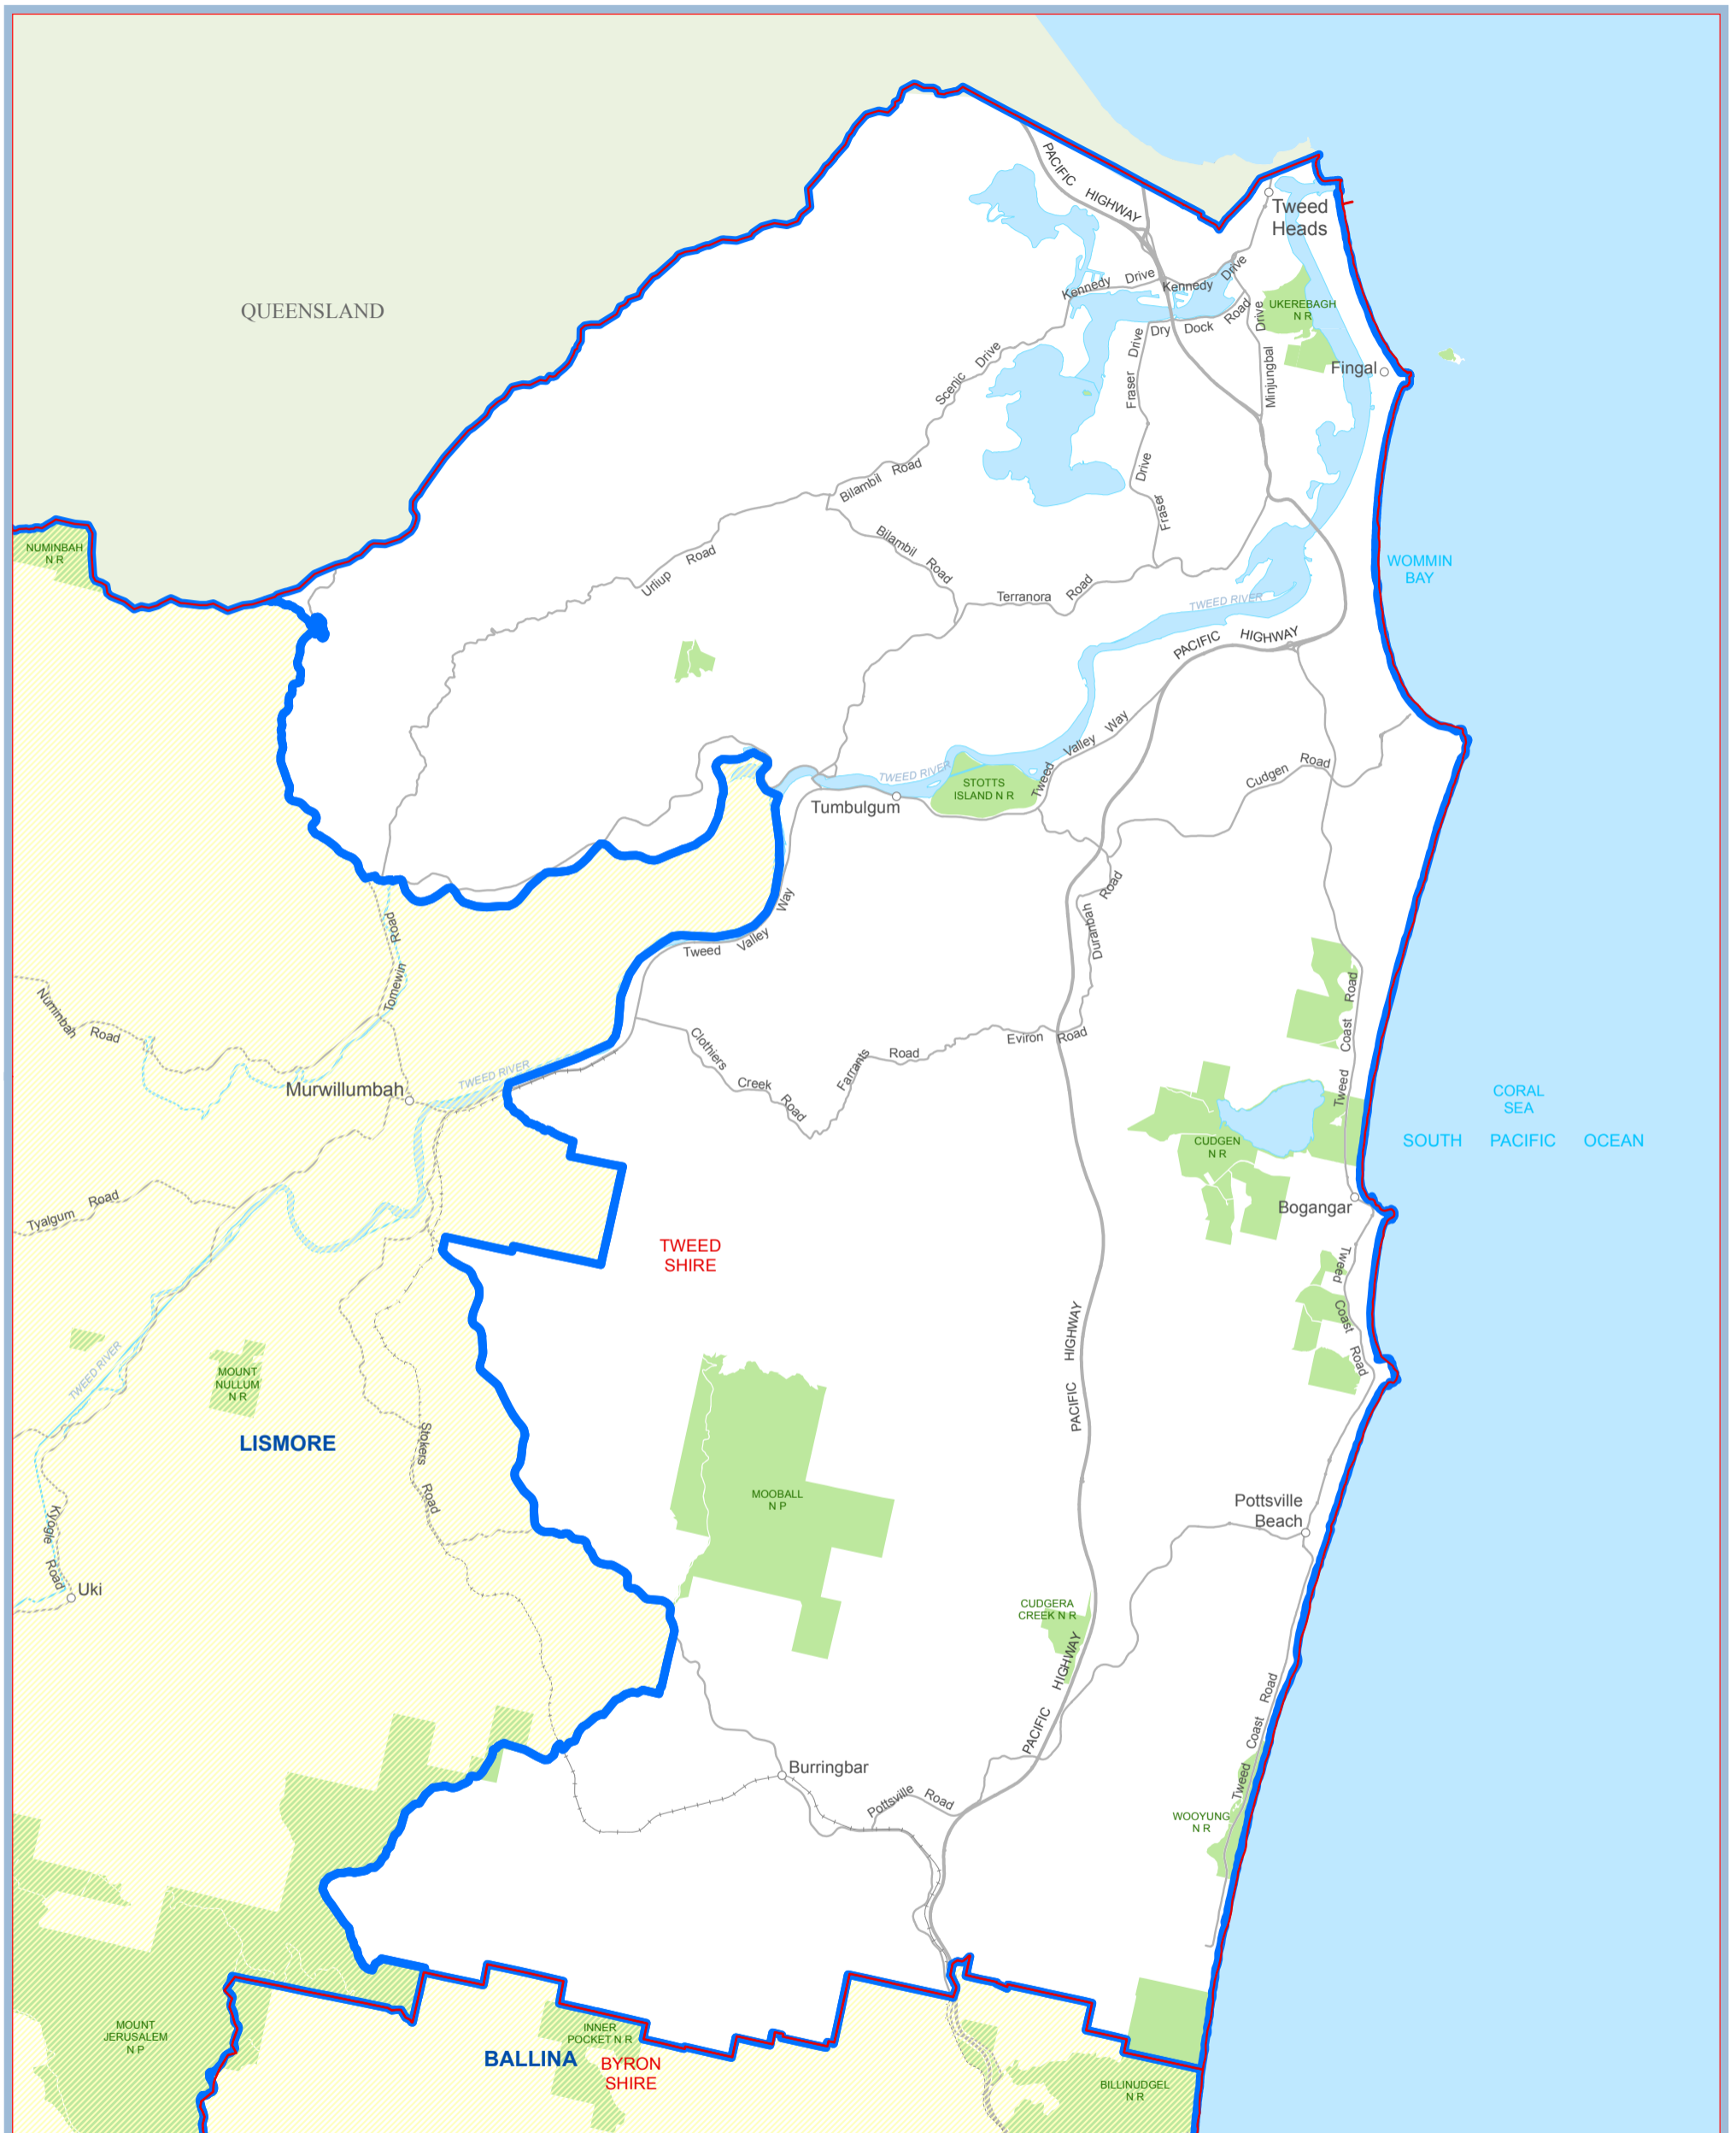 PACIFIC
HIGHWAY
Tweed
Heads
QUEENSLAND
Kennedy
Drive
Kennedy
Drive
UKEREBAGH
N R
Dry
Dock
Road
Drive
Minjungbal
Fingal
Scenic
Drive
Fraser
Drive
Bilambil
Road
Fraser
Drive
NUMINBAH
N R
Bilambil
Road
Urliup
Road
WOMMIN
BAY
Terranora
Road
TWEED RIVER
PACIFIC
HIGHWAY
Tweed
Valley
Way
Cudgen
Road
TWEED RIVER
STOTTS
ISLAND N R
Tumbulgum
Tweed
Valley
Way
Duranbah
Road
Tomewin
Road
Numinbah
Road
Clothiers
Creek
Road
Farrants
Road
Eviron
Road
Tweed
Coast
Road
TWEED RIVER
Murwillumbah
CORAL
SEA
SOUTH
PACIFIC
OCEAN
CUDGEN
N R
Bogangar
Tyalgum
Road
TWEED
SHIRE
Tweed
Coast
Road
PACIFIC
HIGHWAY
TWEED RIVER
MOUNT
NULLUM
N R
LISMORE
Stokers
Road
MOOBALL
N P
Pottsville
Beach
Kyogle
Road
Uki
CUDGERA
CREEK N R
PACIFIC
HIGHWAY
Tweed
Coast
Road
Burringbar
Pottsville
Road
WOOYUNG
N R
MOUNT
JERUSALEM
N P
INNER
POCKET N R
BALLINA
BYRON
SHIRE
BILLINUDGEL
N R